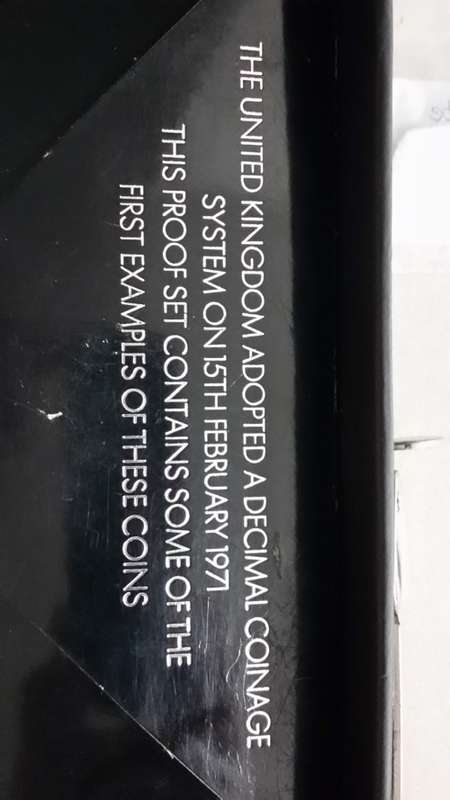 THE UNITED KINGDOM ADOPTED A DECIMAL COINAGE
SYSTEM ON 15TH FEBRUARY 1971
THIS PROOF SET CONTAINS SOME OF THE
FIRST EXAMPLES OF THESE COINS